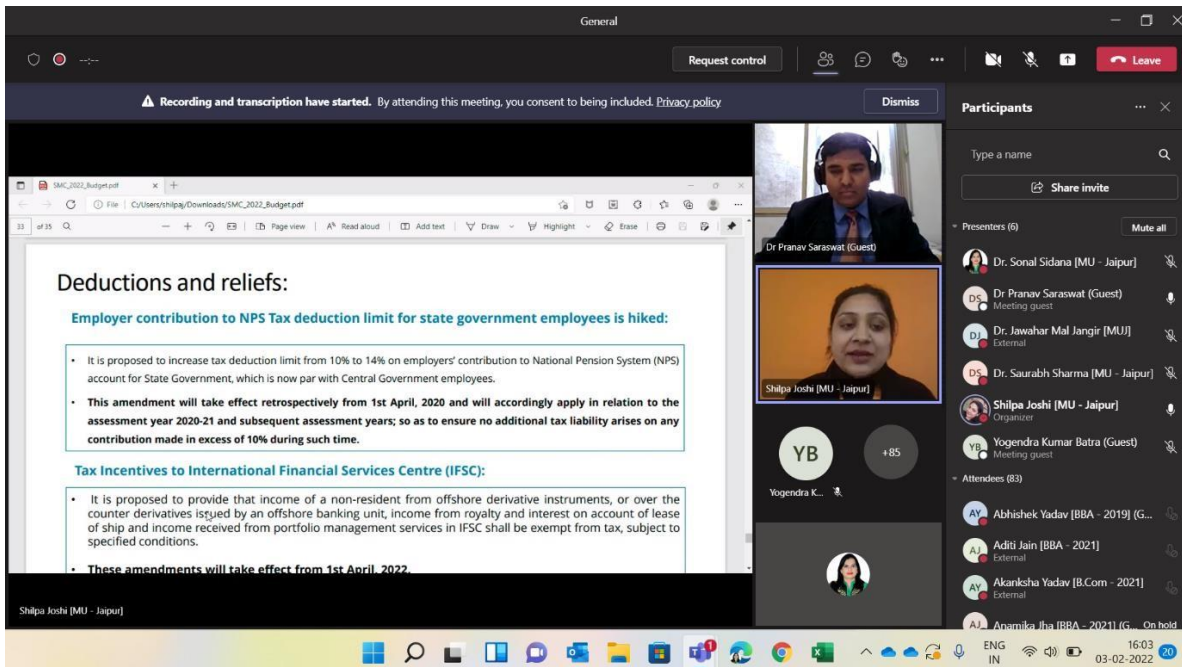 General
--:--
Request control
Leave
Recording and transcription have started. By attending this meeting, you consent to being included. Privacy policy
Dismiss
SMC_2022_Budget.pdf
File | C:/Users/shilpaj/Downloads/SMC_2022_Budget.pdf
33 of 35
Page view
Read aloud
Add text
Draw
Highlight
Erase
Deductions and reliefs:
Employer contribution to NPS Tax deduction limit for state government employees is hiked:
• It is proposed to increase tax deduction limit from 10% to 14% on employers' contribution to National Pension System (NPS)
account for State Government, which is now par with Central Government employees.
• This amendment will take effect retrospectively from 1st April, 2020 and will accordingly apply in relation to the
assessment year 2020-21 and subsequent assessment years; so as to ensure no additional tax liability arises on any
contribution made in excess of 10% during such time.
Tax Incentives to International Financial Services Centre (IFSC):
• It is proposed to provide that income of a non-resident from offshore derivative instruments, or over the
counter derivatives issued by an offshore banking unit, income from royalty and interest on account of lease
of ship and income received from portfolio management services in IFSC shall be exempt from tax, subject to
specified conditions.
• These amendments will take effect from 1st April, 2022.
Shilpa Joshi [MU - Jaipur]
Dr Pranav Saraswat (Guest)
Shilpa Joshi [MU - Jaipur]
YB
+85
Yogendra K...
Participants
Type a name
Share invite
Presenters (6)
Mute all
Dr. Sonal Sidana [MU - Jaipur]
DS
Dr Pranav Saraswat (Guest)
Meeting guest
DJ
Dr. Jawahar Mal Jangir [MUJ]
External
DS
Dr. Saurabh Sharma [MU - Jaipur]
Shilpa Joshi [MU - Jaipur]
Organizer
YB
Yogendra Kumar Batra (Guest)
Meeting guest
Attendees (83)
AY
Abhishek Yadav [BBA - 2019] (G...
AJ
Aditi Jain [BBA - 2021]
External
AY
Akanksha Yadav [B.Com - 2021]
External
AJ
Anamika Jha [BBA - 2021] (G... On hold
ENG
IN
16:03
03-02-2022
20